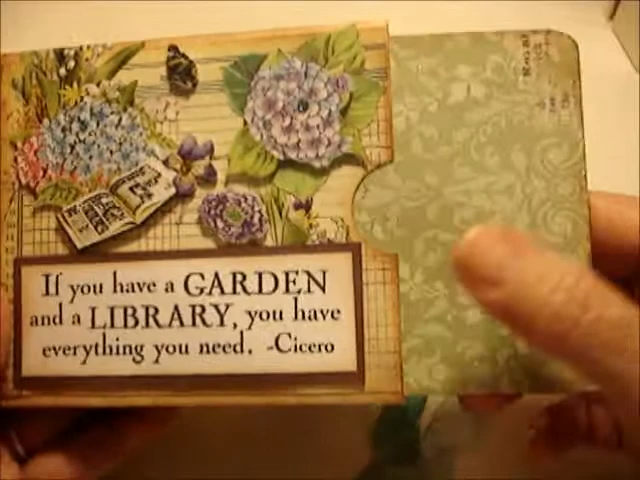 If you have a GARDEN
and a LIBRARY, you have
everything you need. -Cicero